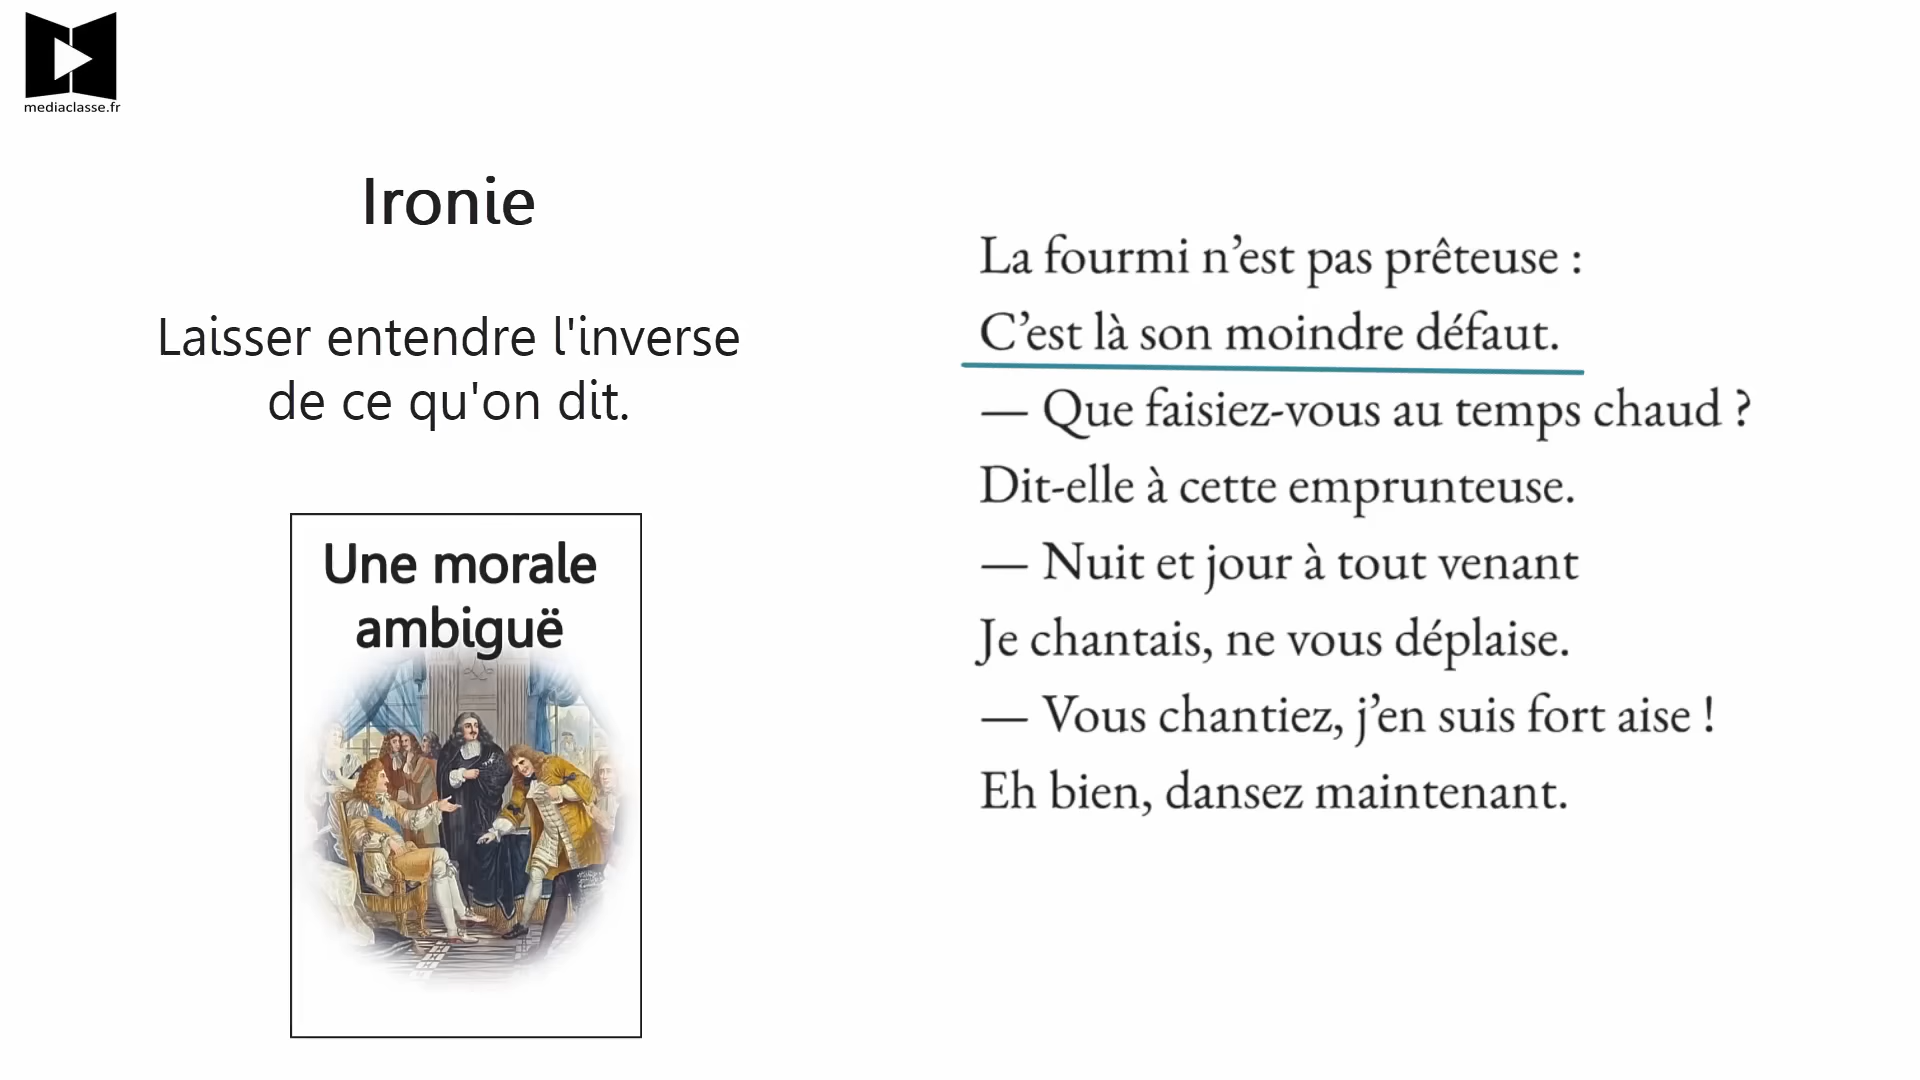 mediaclasse.fr
Ironie
Laisser entendre l'inverse
de ce qu'on dit.
Une morale
ambiguë
La fourmi n’est pas prêteuse :
C’est là son moindre défaut.
— Que faisiez-vous au temps chaud ?
Dit-elle à cette emprunteuse.
— Nuit et jour à tout venant
Je chantais, ne vous déplaise.
— Vous chantiez, j’en suis fort aise !
Eh bien, dansez maintenant.